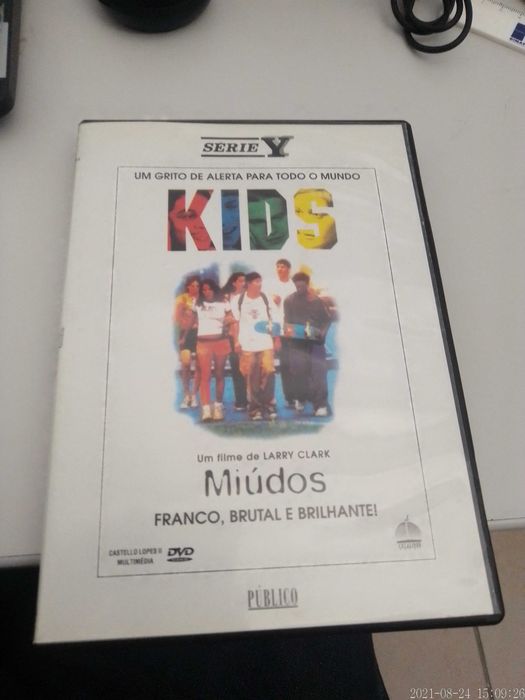 SÉRIE Y
UM GRITO DE ALERTA PARA TODO O MUNDO
KIDS
Um filme de LARRY CLARK
Miúdos
FRANCO, BRUTAL E BRILHANTE!
CASTELLO LOPES
MULTIMÉDIA
DVD
PÚBLICO
2021-08-24 15:09:26